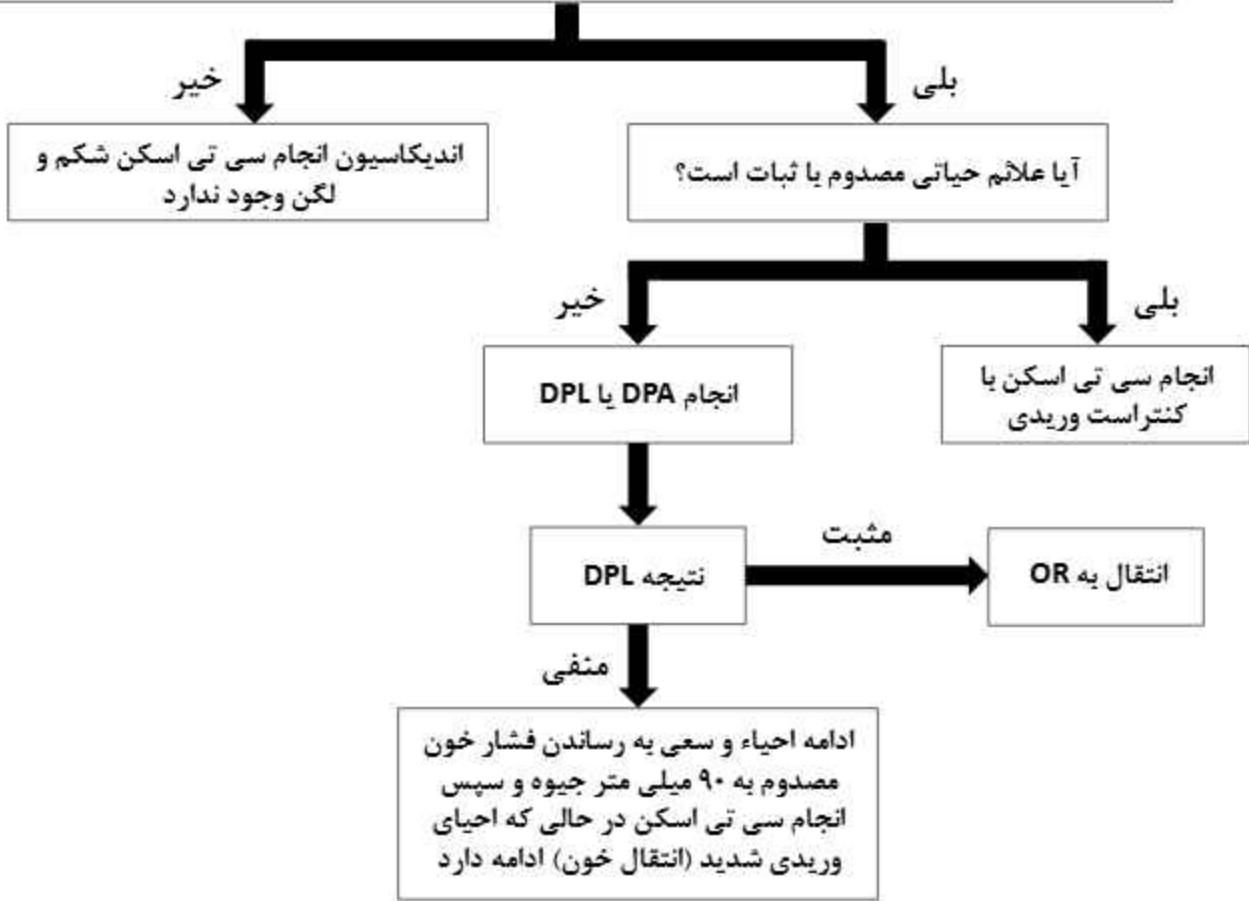 بلی
خیر
آیا علائم حیاتی مصدوم با ثبات است؟
اندیکاسیون انجام سی تی اسکن شکم و
لگن وجود ندارد
بلی
خیر
انجام سی تی اسکن با
کنتراست وریدی
انجام DPA یا DPL
نتیجه DPL
مثبت
انتقال به OR
منفی
ادامه احیاء و سعی به رساندن فشار خون
مصدوم به ۹۰ میلی متر جیوه و سپس
انجام سی تی اسکن در حالی که احیای
وریدی شدید (انتقال خون) ادامه دارد